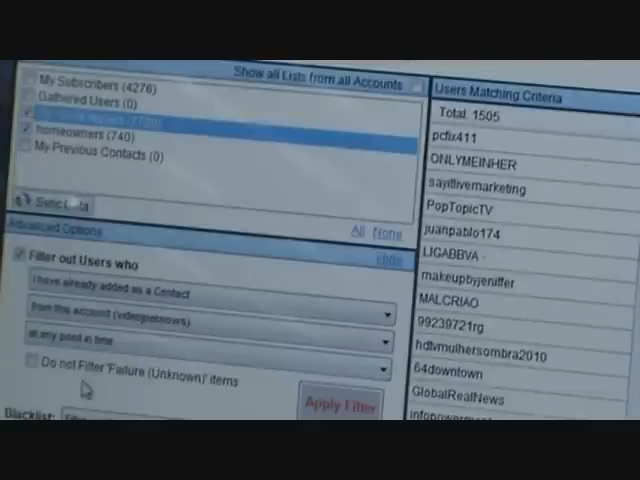 Show all Lists from all Accounts
My Subscribers (4276)
Gathered Users (0)
homeowners (740)
My Previous Contacts (0)
Sync
All None
Advanced Options
Hide
Filter out Users who
I have already added as a Contact
from this account
at any point in time
Do not Filter 'Failure (Unknown)' items
Apply Filter
Blacklist:
Users Matching Criteria
Total: 1505
pcfix411
ONLYMEINHER
sayitlivemarketing
PopTopicTV
juanpablo174
LIGABBVA
makeupbyjeniffer
MALCRIAO
99239721rg
hdtvmulhersombra2010
64downtown
GlobalRealNews